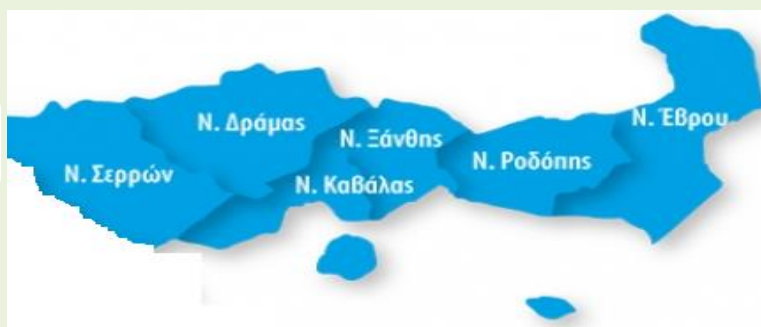 Ν. Σερρών
Ν. Δράμας
Ν. Καβάλας
Ν. Ξάνθης
Ν. Ροδόπης
Ν. Έβρου